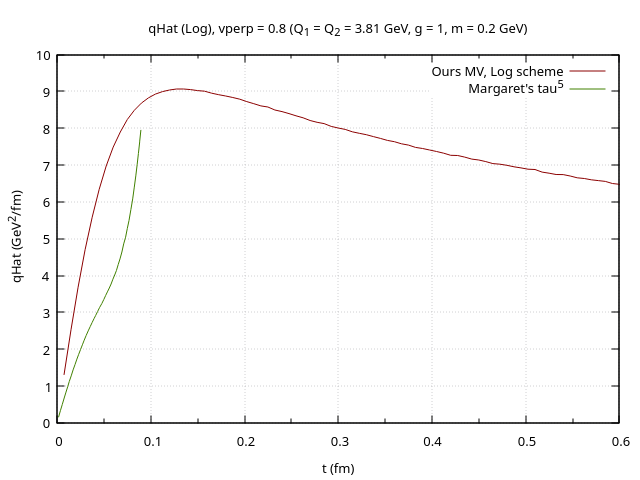 qHat (Log), vperp = 0.8 (Q₁ = Q₂ = 3.81 GeV, g = 1, m = 0.2 GeV)
Ours MV, Log scheme
Margaret's tau⁵
qHat (GeV²/fm)
10
9
8
7
6
5
4
3
2
1
0
0 0.1 0.2 0.3 0.4 0.5 0.6
t (fm)